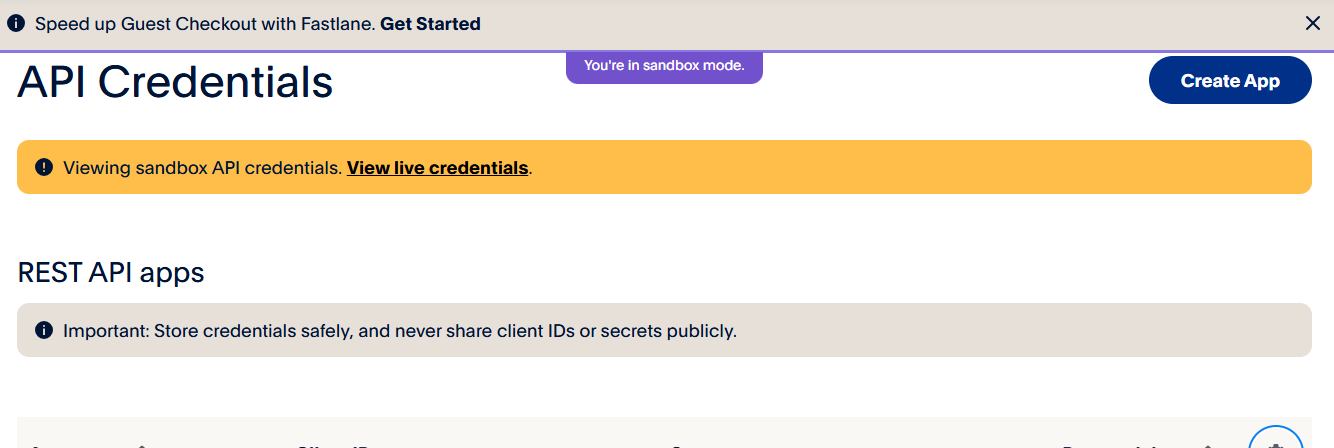 Speed up Guest Checkout with Fastlane. Get Started
You're in sandbox mode.
API Credentials
Create App
Viewing sandbox API credentials. View live credentials.
REST API apps
Important: Store credentials safely, and never share client IDs or secrets publicly.